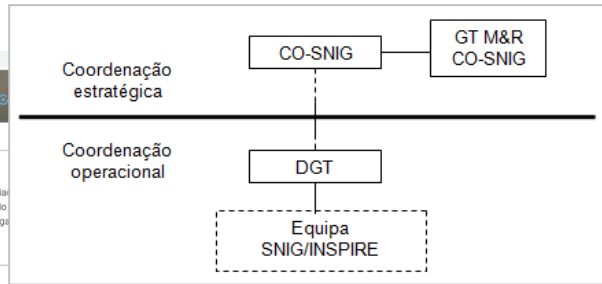 Coordenação
estratégica
CO-SNIG
GT M&R
CO-SNIG
Coordenação
operacional
DGT
Equipa
SNIG/INSPIRE